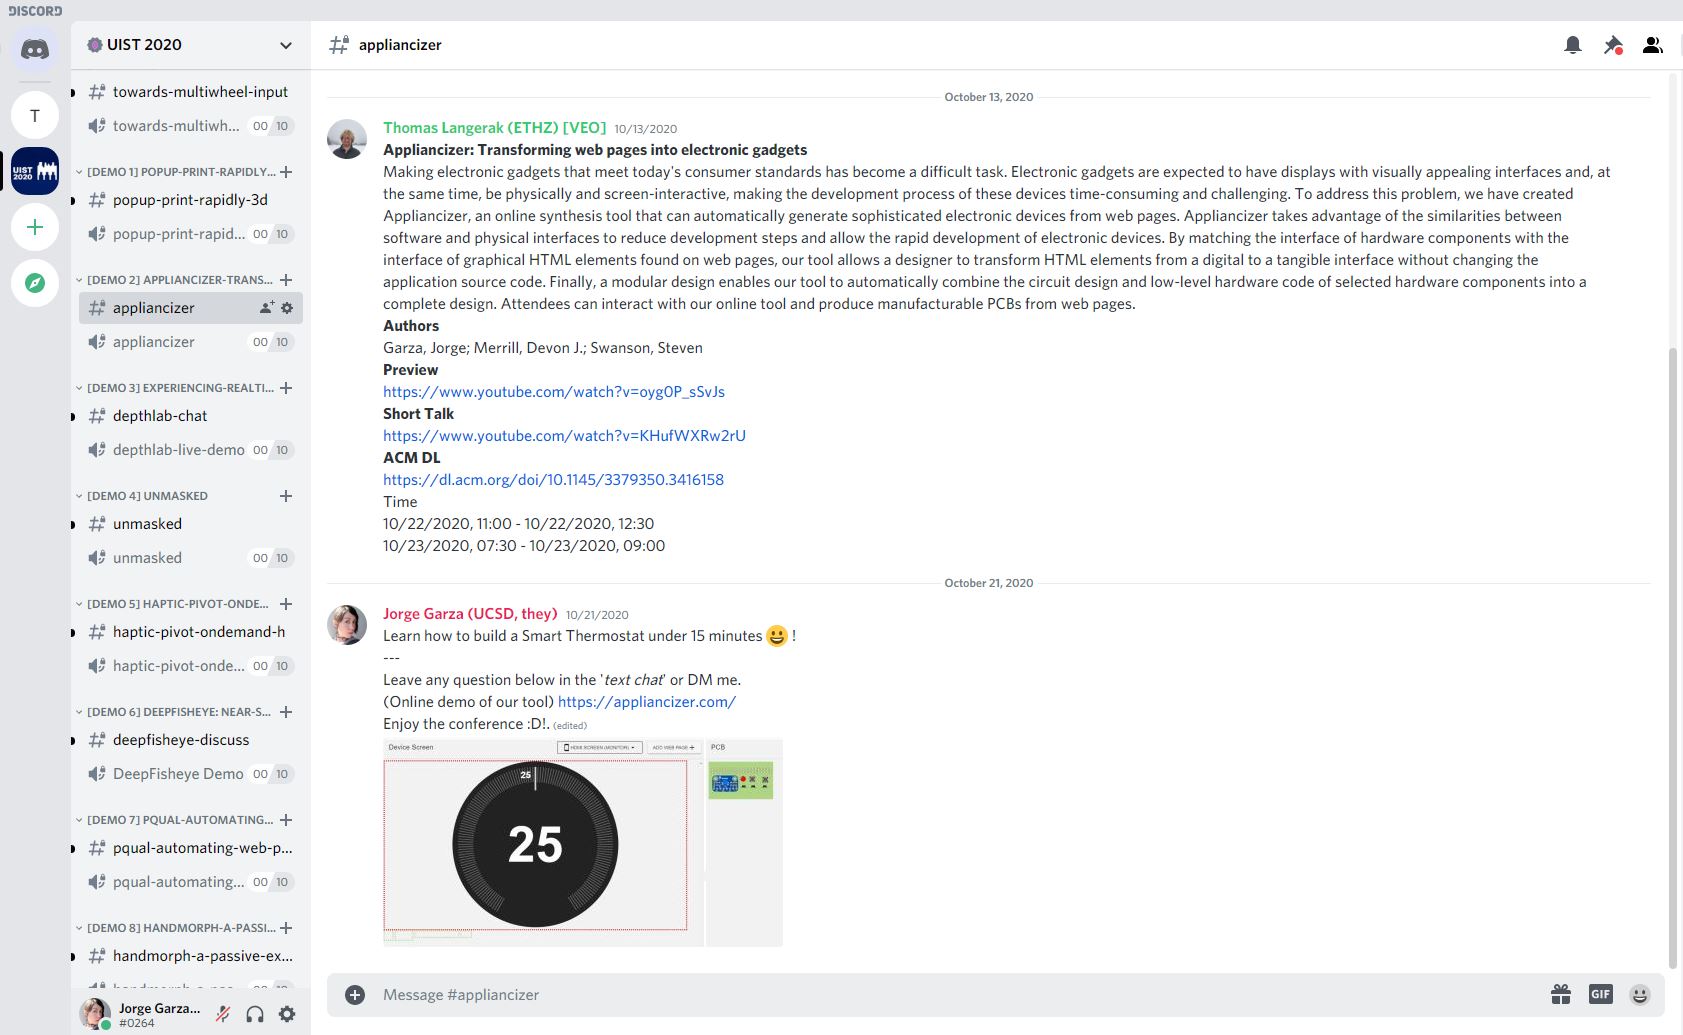 DISCORD
UIST 2020
appliancizer
T
UIST
2020
towards-multiwheel-input
towards-multiwh... 00 10
[DEMO 1] POPUP-PRINT-RAPIDLY...
popup-print-rapidly-3d
popup-print-rapid... 00 10
[DEMO 2] APPLIANCIZER-TRANS...
appliancizer
appliancizer 00 10
[DEMO 3] EXPERIENCING-REALTI...
depthlab-chat
depthlab-live-demo 00 10
[DEMO 4] UNMASKED
unmasked
unmasked 00 10
[DEMO 5] HAPTIC-PIVOT-ONDE...
haptic-pivot-ondemand-h
haptic-pivot-onde... 00 10
[DEMO 6] DEEPFISHEYE: NEAR-S...
deepfisheye-discuss
DeepFisheye Demo 00 10
[DEMO 7] PQUAL-AUTOMATING...
pqual-automating-web-p...
pqual-automating... 00 10
[DEMO 8] HANDMORPH-A-PASSI...
handmorph-a-passive-ex...
Jorge Garza...
#0264
October 13, 2020
Thomas Langerak (ETHZ) [VEO] 10/13/2020
Appliancizer: Transforming web pages into electronic gadgets
Making electronic gadgets that meet today's consumer standards has become a difficult task. Electronic gadgets are expected to have displays with visually appealing interfaces and, at
the same time, be physically and screen-interactive, making the development process of these devices time-consuming and challenging. To address this problem, we have created
Appliancizer, an online synthesis tool that can automatically generate sophisticated electronic devices from web pages. Appliancizer takes advantage of the similarities between
software and physical interfaces to reduce development steps and allow the rapid development of electronic devices. By matching the interface of hardware components with the
interface of graphical HTML elements found on web pages, our tool allows a designer to transform HTML elements from a digital to a tangible interface without changing the
application source code. Finally, a modular design enables our tool to automatically combine the circuit design and low-level hardware code of selected hardware components into a
complete design. Attendees can interact with our online tool and produce manufacturable PCBs from web pages.
Authors
Garza, Jorge; Merrill, Devon J.; Swanson, Steven
Preview
https://www.youtube.com/watch?v=oyg0P_sSvJs
Short Talk
https://www.youtube.com/watch?v=KHufWXRw2rU
ACM DL
https://dl.acm.org/doi/10.1145/3379350.3416158
Time
10/22/2020, 11:00 - 10/22/2020, 12:30
10/23/2020, 07:30 - 10/23/2020, 09:00
October 21, 2020
Jorge Garza (UCSD, they) 10/21/2020
Learn how to build a Smart Thermostat under 15 minutes 😀 !
---
Leave any question below in the 'text chat' or DM me.
(Online demo of our tool) https://appliancizer.com/
Enjoy the conference :D!. (edited)
Device Screen
HDMI SCREEN (MONITOR)
ADD WEB PAGE +
PCB
25
25
Message #appliancizer
GIF